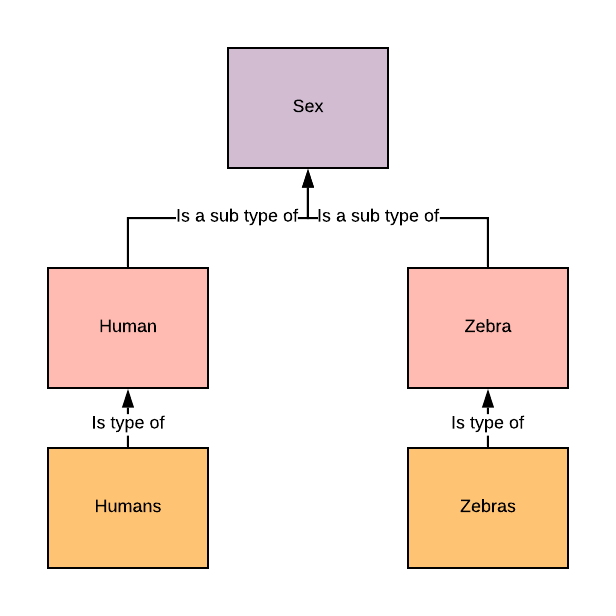 Sex
Is a sub type of
Is a sub type of
Human
Zebra
Is type of
Is type of
Humans
Zebras